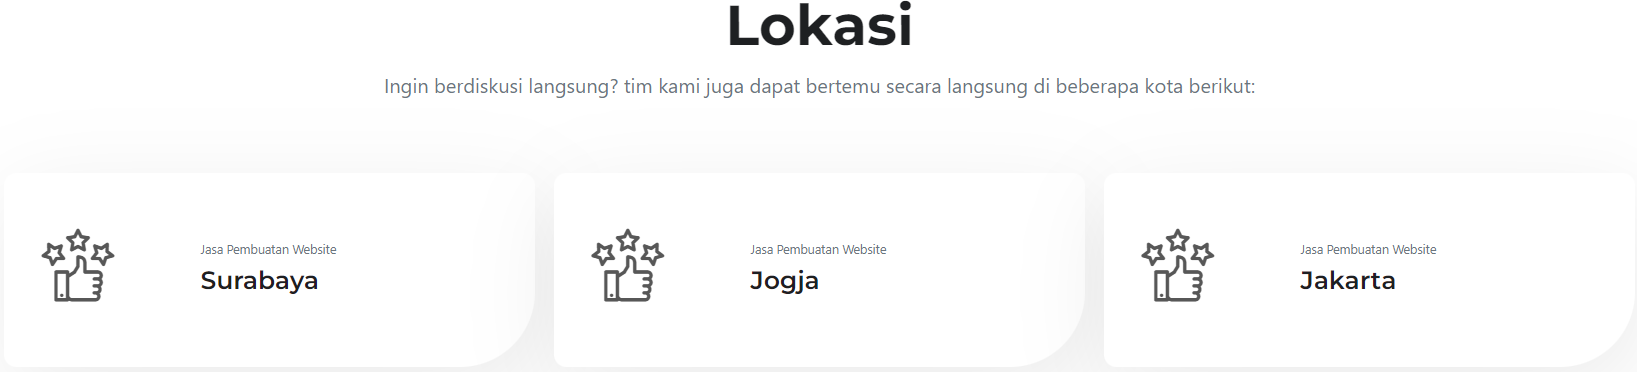 Lokasi
Ingin berdiskusi langsung? tim kami juga dapat bertemu secara langsung di beberapa kota berikut:
Jasa Pembuatan Website
Surabaya
Jasa Pembuatan Website
Jogja
Jasa Pembuatan Website
Jakarta